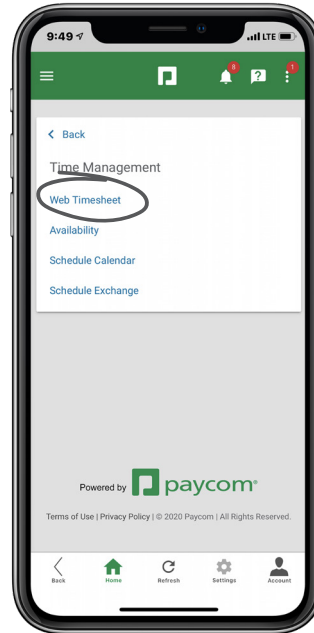 9:49
LTE
8
?
1
Back
Time Management
Web Timesheet
Availability
Schedule Calendar
Schedule Exchange
Powered by paycom®
Terms of Use | Privacy Policy | © 2020 Paycom | All Rights Reserved.
Back Home Refresh Settings Account